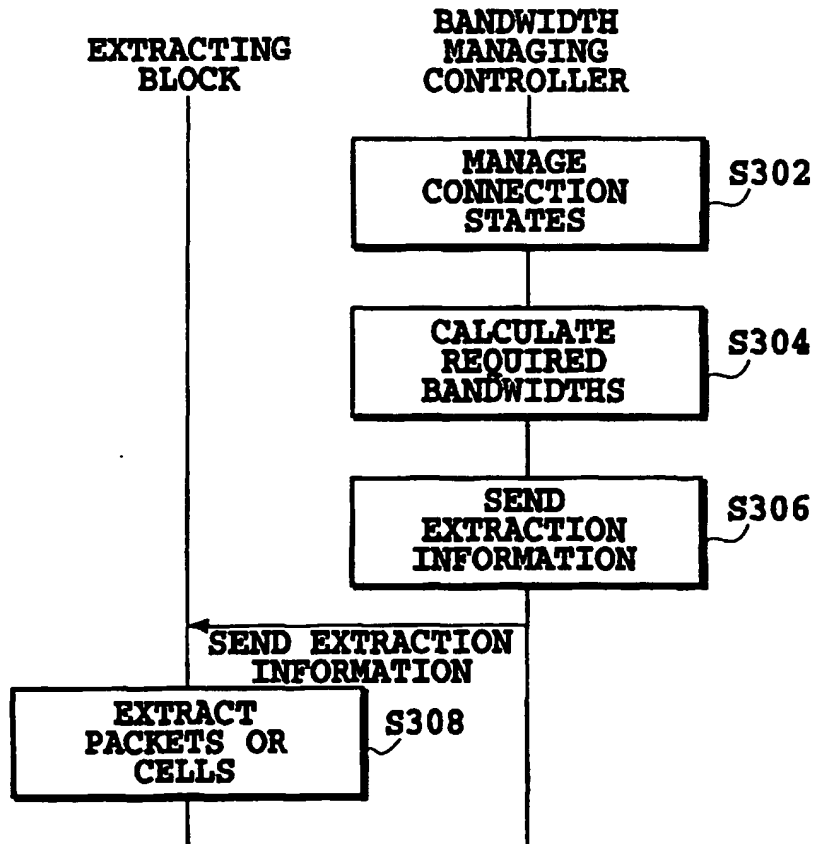 EXTRACTING
BLOCK
BANDWIDTH
MANAGING
CONTROLLER
MANAGE
CONNECTION
STATES
S302
CALCULATE
REQUIRED
BANDWIDTHS
S304
SEND
EXTRACTION
INFORMATION
S306
SEND EXTRACTION
INFORMATION
EXTRACT
PACKETS OR
CELLS
S308